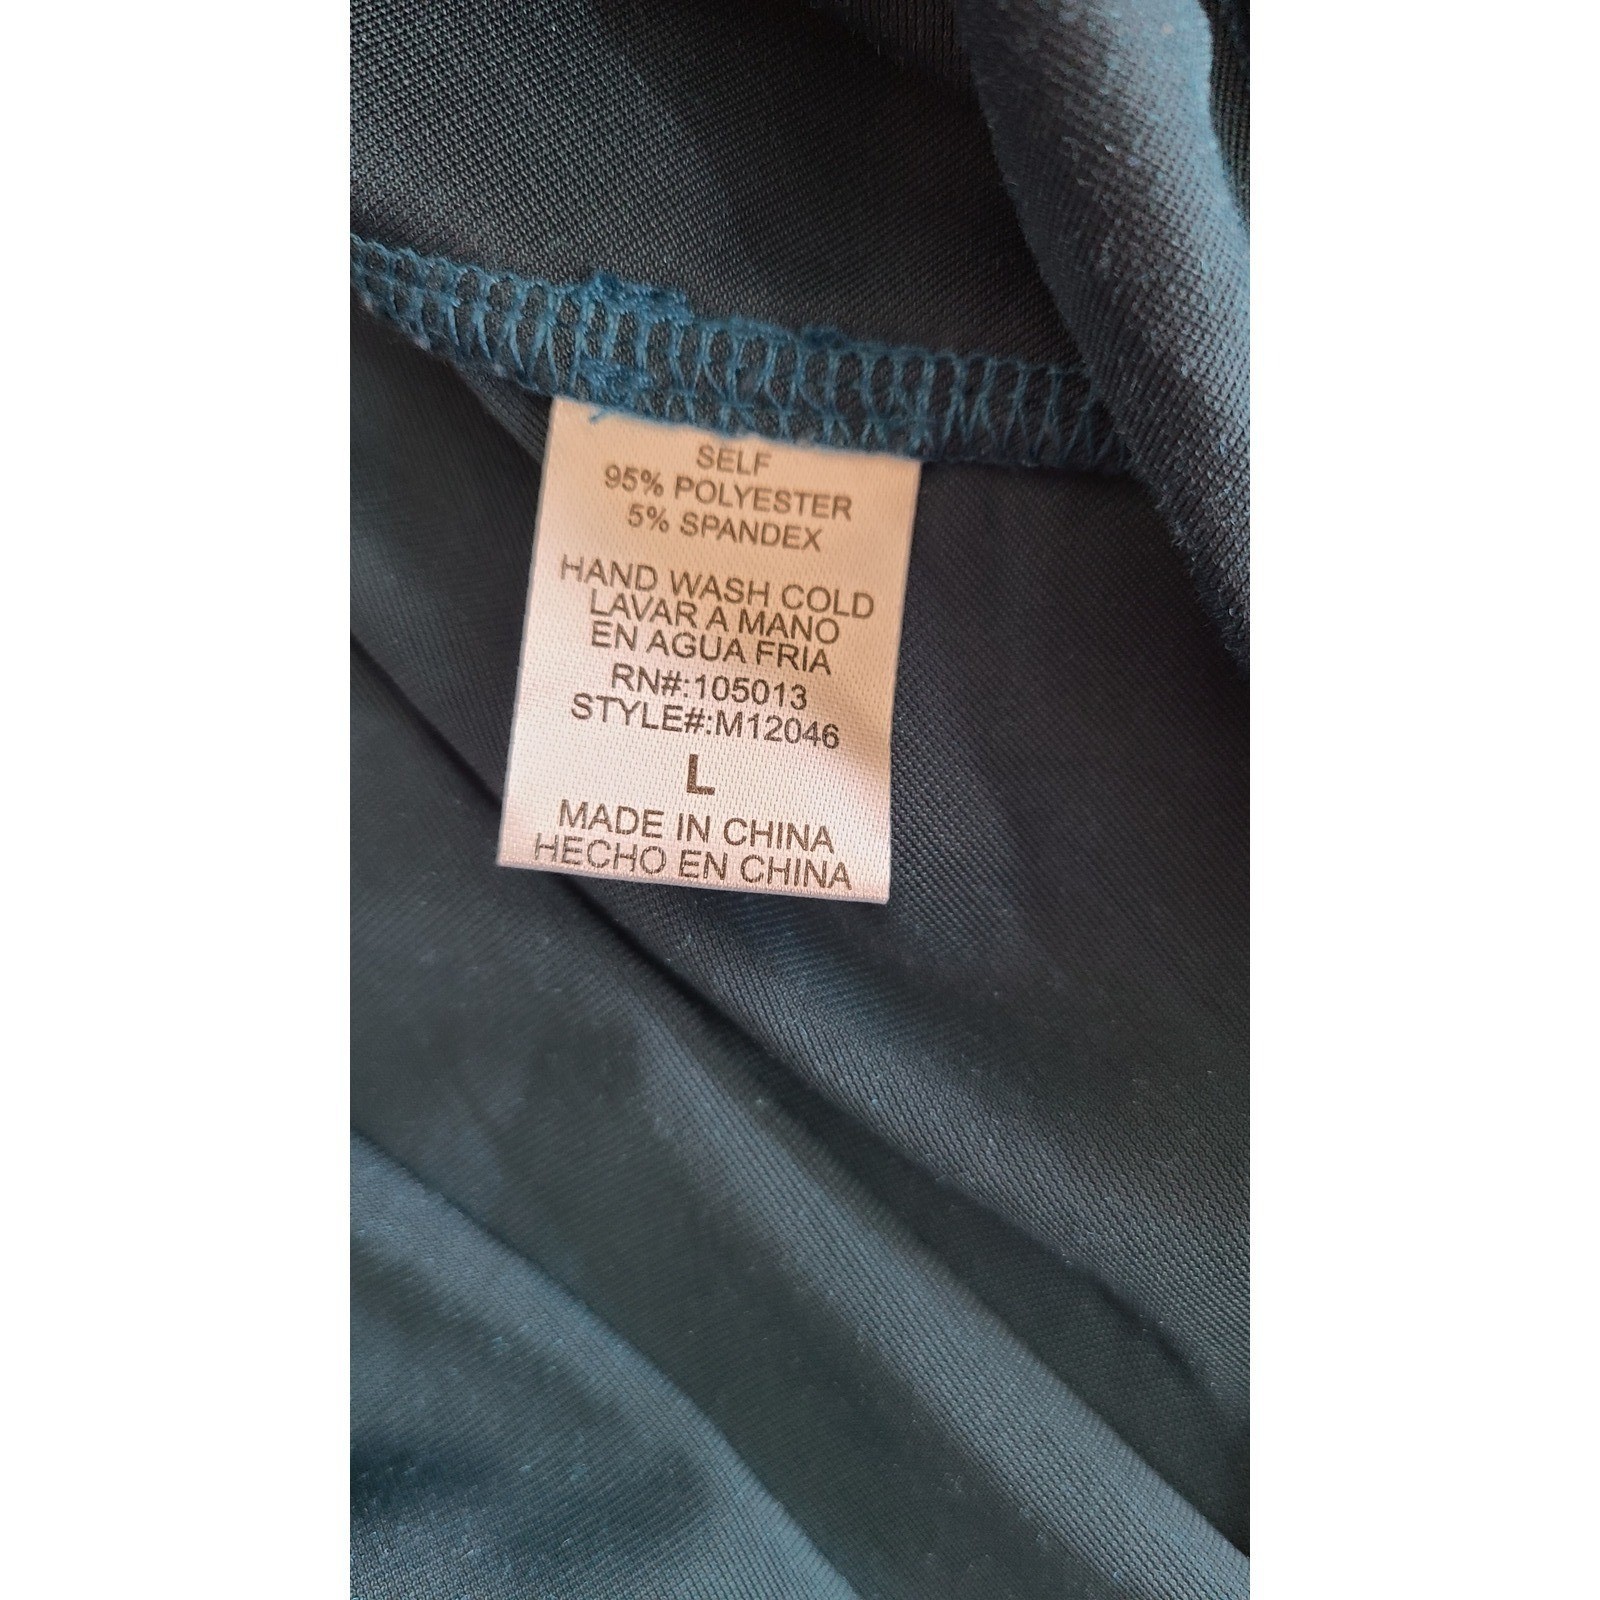 SELF
95% POLYESTER
5% SPANDEX
HAND WASH COLD
LAVAR A MANO
EN AGUA FRIA
RN#:105013
STYLE#:M12046
L
MADE IN CHINA
HECHO EN CHINA